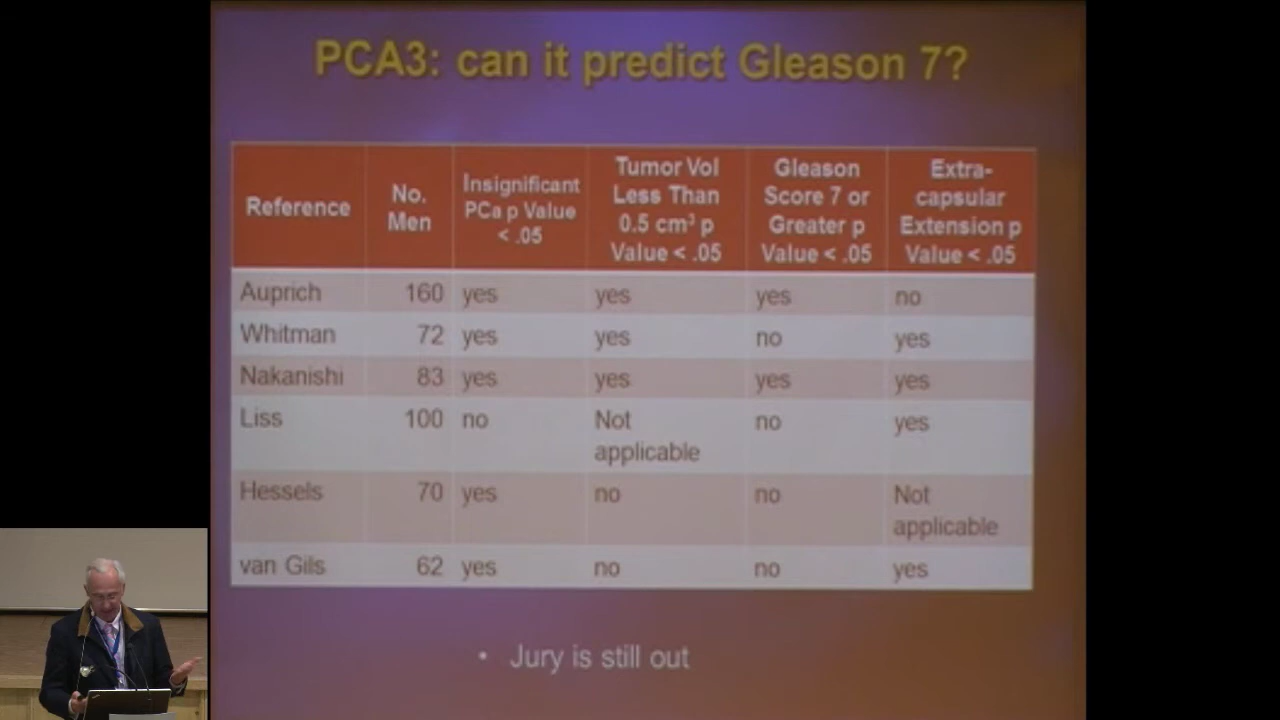 PCA3: can it predict Gleason 7?
Reference
No.
Men
Insignificant
PCa p Value
< .05
Tumor Vol
Less Than
0.5 cm³ p
Value < .05
Gleason
Score 7 or
Greater p
Value < .05
Extra-
capsular
Extension p
Value < .05
Auprich 160 yes yes yes no
Whitman 72 yes yes no yes
Nakanishi 83 yes yes yes yes
Liss 100 no Not no yes
applicable
Hessels 70 yes no no Not
applicable
van Gils 62 yes no no yes
• Jury is still out